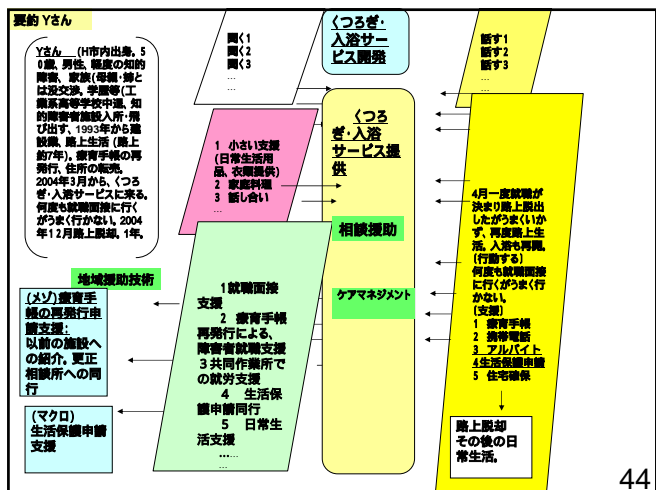 要約 Yさん
Yさん (H市内出身。5
0歳、男性、軽度の知的
障害、家族(母親・姉と
は没交渉。学歴等(工
業系高等学校中退、知
的障害者施設入所・飛
び出す、1993年から建
設業、路上生活(路上
約7年)。療育手帳の再
発行、住所の転売。
2004年3月から、くつろ
ぎ・入浴サービスに来る。
何度も就職面接に行く
がうまく行かない。2004
年12月路上脱却。1年。
聞く1
聞く2
聞く3
…
くつろぎ・
入浴サー
ビス開発
話す1
話す2
話す3
…
1 小さい支援
(日常生活用
品、衣類提供)
2 家庭料理
3 話し合い
…
くつろ
ぎ・入浴
サービス提
供
相談援助
ケアマネジメント
4月一度就職が
決まり路上脱出
したがうまくいか
ず、再度路上生
活。入浴も再開。
(行動する)
何度も就職面接
に行くがうまく行
かない。
(支援)
1 療育手帳
2 携帯電話
3 アルバイト
4生活保護申請
5 住宅確保
路上脱却
その後の日
常生活。
地域援助技術
(メゾ)療育手
帳の再発行申
請支援:
以前の施設へ
の紹介。更正
相談所への同
行
(マクロ)
生活保護申請
支援
1就職面接
支援
2 療育手帳
再発行による、
障害者就職支援
3共同作業所で
の就労支援
4 生活保
護申請同行
5 日常生
活支援
……
…
44